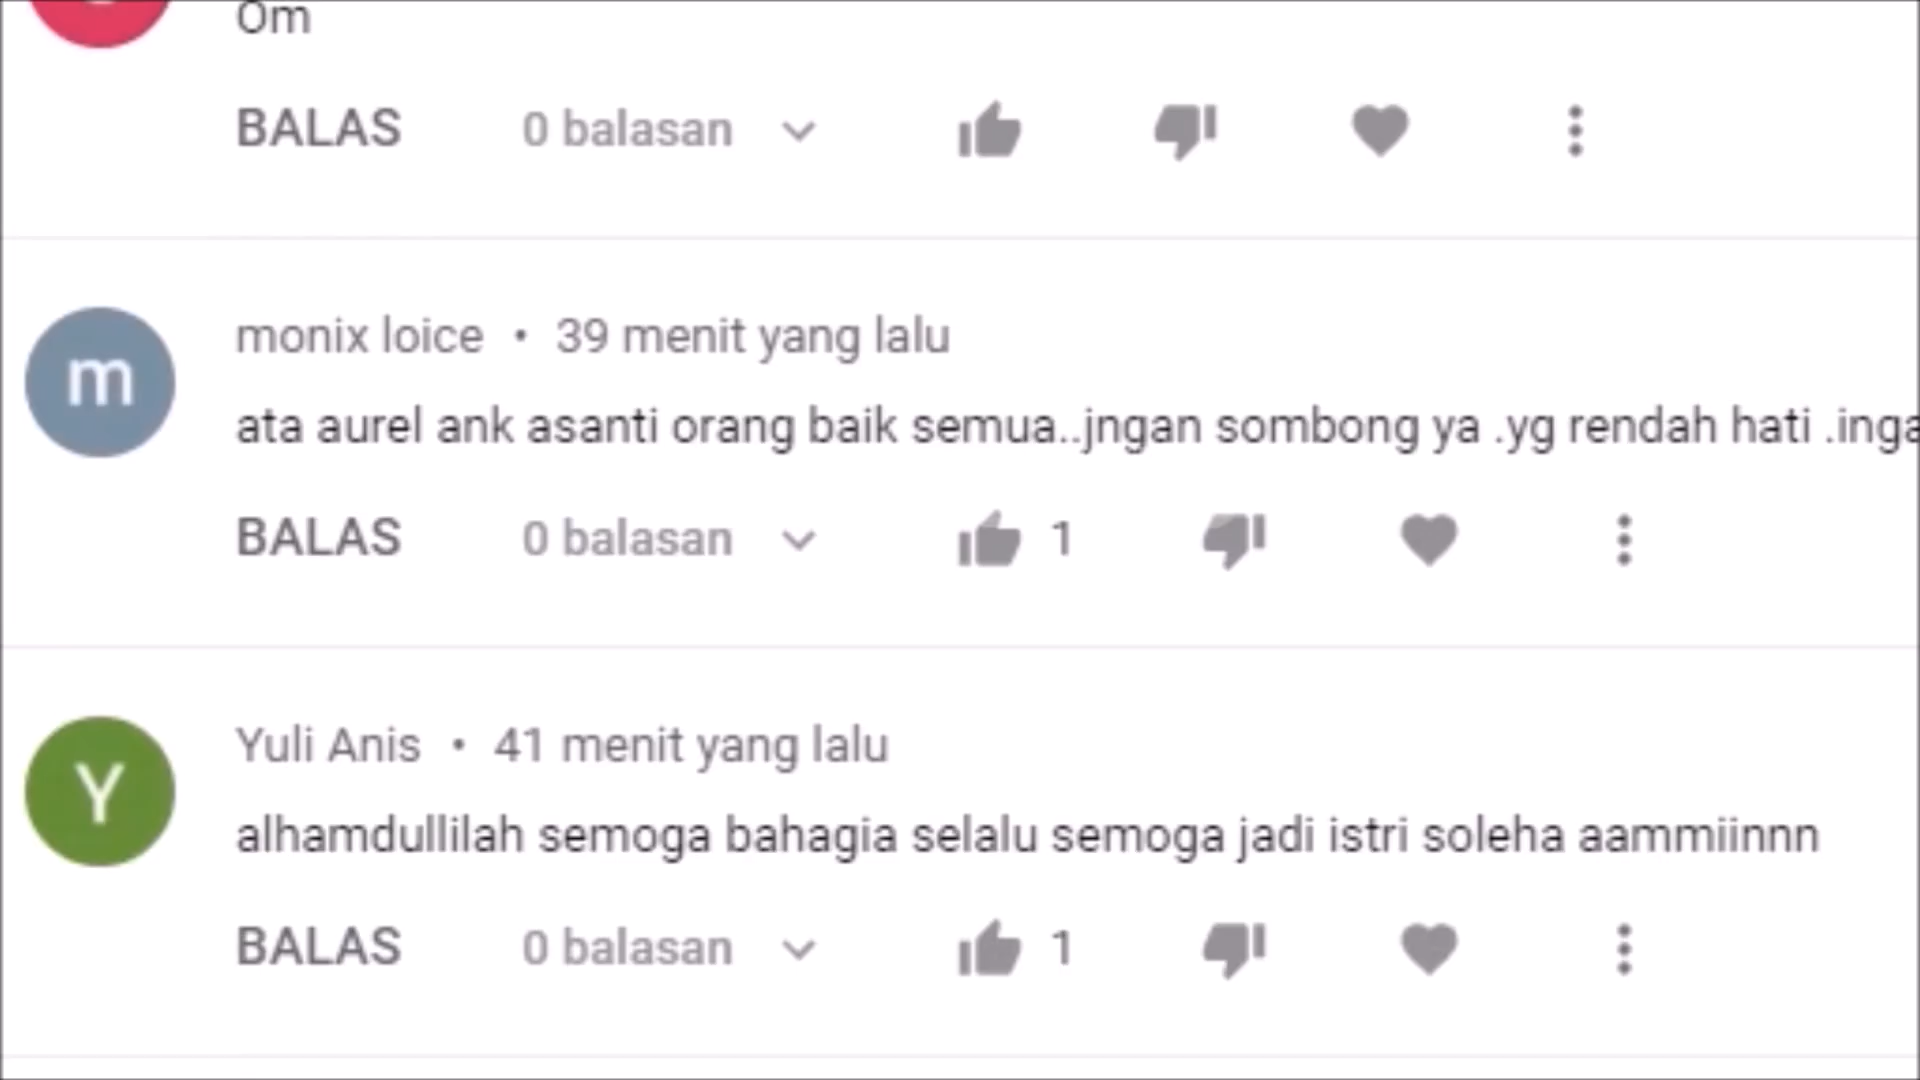 Om
BALAS 0 balasan
m
monix loice • 39 menit yang lalu
ata aurel ank asanti orang baik semua..jngan sombong ya .yg rendah hati .inga
BALAS 0 balasan 1
Y
Yuli Anis • 41 menit yang lalu
alhamdullilah semoga bahagia selalu semoga jadi istri soleha aammiinnn
BALAS 0 balasan 1